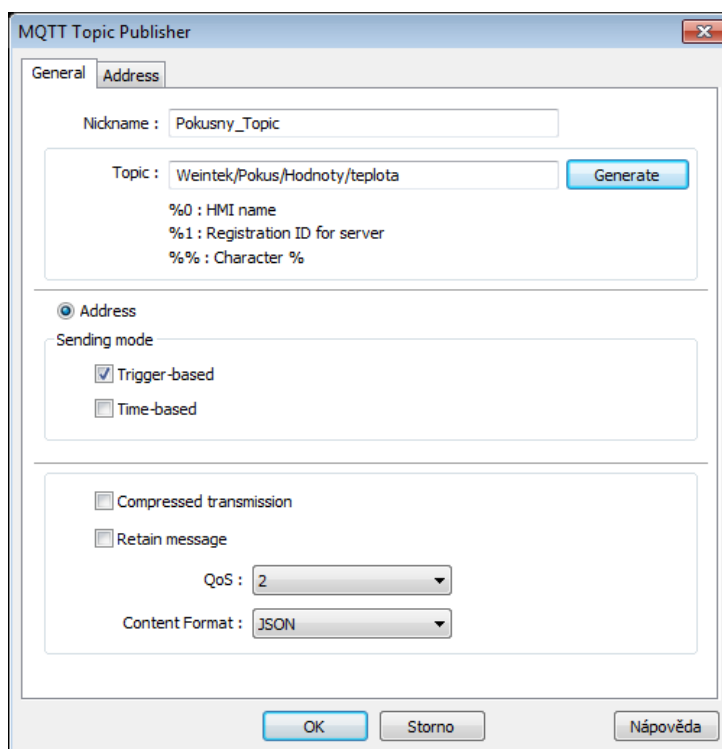 MQTT Topic Publisher
General Address
Nickname : Pokusny_Topic
Topic : Weintek/Pokus/Hodnoty/teplota Generate
%0 : HMI name
%1 : Registration ID for server
%% : Character %
Address
Sending mode
Trigger-based
Time-based
Compressed transmission
Retain message
QoS : 2
Content Format : JSON
OK Storno Nápověda